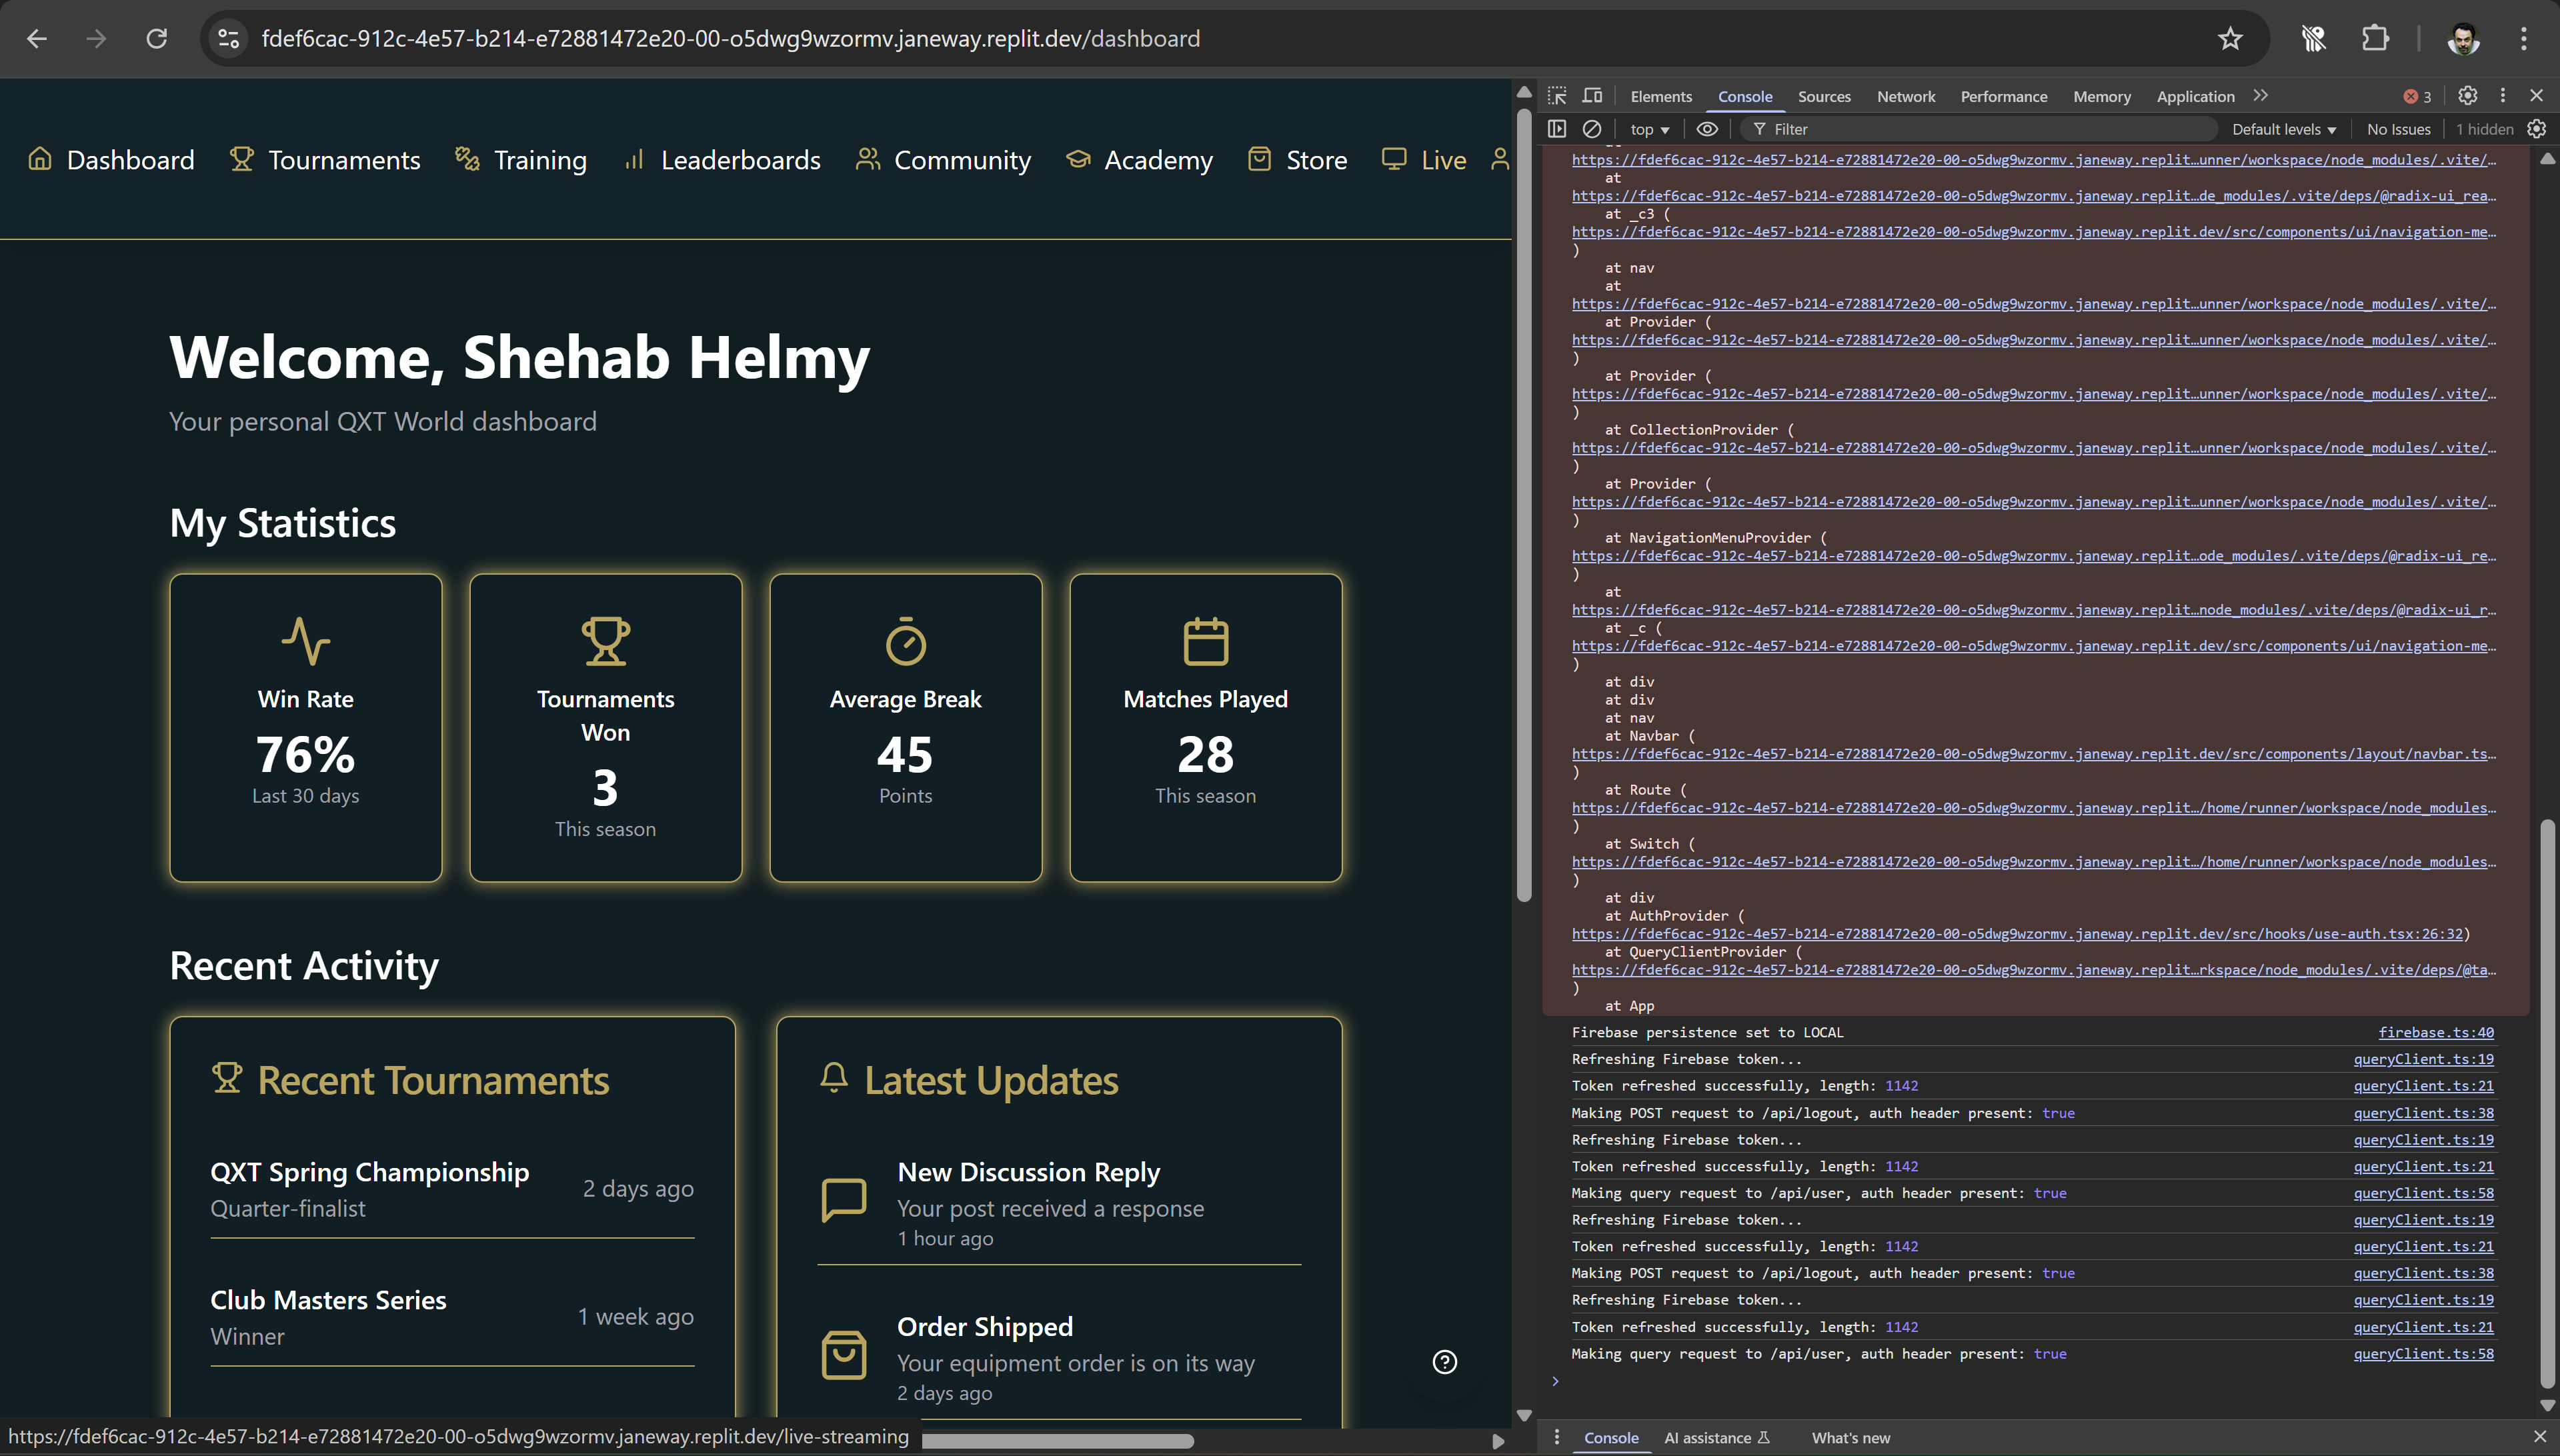 fdef6cac-912c-4e57-b214-e72881472e20-00-o5dwg9wzormv.janeway.replit.dev/dashboard
Dashboard Tournaments Training Leaderboards Community Academy Store Live
Welcome, Shehab Helmy
Your personal QXT World dashboard
My Statistics
Win Rate
76%
Last 30 days
Tournaments
Won
3
This season
Average Break
45
Points
Matches Played
28
This season
Recent Activity
Recent Tournaments
QXT Spring Championship
Quarter-finalist
2 days ago
Club Masters Series
Winner
1 week ago
Latest Updates
New Discussion Reply
Your post received a response
1 hour ago
Order Shipped
Your equipment order is on its way
2 days ago
https://fdef6cac-912c-4e57-b214-e72881472e20-00-o5dwg9wzormv.janeway.replit.dev/live-streaming
Elements Console Sources Network Performance Memory Application 3
top Filter Default levels No Issues 1 hidden
https://fdef6cac-912c-4e57-b214-e72881472e20-00-o5dwg9wzormv.janeway.replit…unner/workspace/node_modules/.vite/…
at
https://fdef6cac-912c-4e57-b214-e72881472e20-00-o5dwg9wzormv.janeway.replit…de_modules/.vite/deps/@radix-ui_rea…
at _c3 (
https://fdef6cac-912c-4e57-b214-e72881472e20-00-o5dwg9wzormv.janeway.replit.dev/src/components/ui/navigation-me…
)
at nav
at
https://fdef6cac-912c-4e57-b214-e72881472e20-00-o5dwg9wzormv.janeway.replit…unner/workspace/node_modules/.vite/…
at Provider (
https://fdef6cac-912c-4e57-b214-e72881472e20-00-o5dwg9wzormv.janeway.replit…unner/workspace/node_modules/.vite/…
)
at Provider (
https://fdef6cac-912c-4e57-b214-e72881472e20-00-o5dwg9wzormv.janeway.replit…unner/workspace/node_modules/.vite/…
)
at CollectionProvider (
https://fdef6cac-912c-4e57-b214-e72881472e20-00-o5dwg9wzormv.janeway.replit…unner/workspace/node_modules/.vite/…
)
at Provider (
https://fdef6cac-912c-4e57-b214-e72881472e20-00-o5dwg9wzormv.janeway.replit…unner/workspace/node_modules/.vite/…
)
at NavigationMenuProvider (
https://fdef6cac-912c-4e57-b214-e72881472e20-00-o5dwg9wzormv.janeway.replit…ode_modules/.vite/deps/@radix-ui_re…
)
at
https://fdef6cac-912c-4e57-b214-e72881472e20-00-o5dwg9wzormv.janeway.replit…node_modules/.vite/deps/@radix-ui_r…
at _c (
https://fdef6cac-912c-4e57-b214-e72881472e20-00-o5dwg9wzormv.janeway.replit.dev/src/components/ui/navigation-me…
)
at div
at div
at nav
at Navbar (
https://fdef6cac-912c-4e57-b214-e72881472e20-00-o5dwg9wzormv.janeway.replit.dev/src/components/layout/navbar.ts…
)
at Route (
https://fdef6cac-912c-4e57-b214-e72881472e20-00-o5dwg9wzormv.janeway.replit…/home/runner/workspace/node_modules…
)
at Switch (
https://fdef6cac-912c-4e57-b214-e72881472e20-00-o5dwg9wzormv.janeway.replit…/home/runner/workspace/node_modules…
)
at div
at AuthProvider (
https://fdef6cac-912c-4e57-b214-e72881472e20-00-o5dwg9wzormv.janeway.replit.dev/src/hooks/use-auth.tsx:26:32)
at QueryClientProvider (
https://fdef6cac-912c-4e57-b214-e72881472e20-00-o5dwg9wzormv.janeway.replit…rkspace/node_modules/.vite/deps/@ta…
)
at App
Firebase persistence set to LOCAL firebase.ts:40
Refreshing Firebase token... queryClient.ts:19
Token refreshed successfully, length: 1142 queryClient.ts:21
Making POST request to /api/logout, auth header present: true queryClient.ts:38
Refreshing Firebase token... queryClient.ts:19
Token refreshed successfully, length: 1142 queryClient.ts:21
Making query request to /api/user, auth header present: true queryClient.ts:58
Refreshing Firebase token... queryClient.ts:19
Token refreshed successfully, length: 1142 queryClient.ts:21
Making POST request to /api/logout, auth header present: true queryClient.ts:38
Refreshing Firebase token... queryClient.ts:19
Token refreshed successfully, length: 1142 queryClient.ts:21
Making query request to /api/user, auth header present: true queryClient.ts:58
Console AI assistance What's new